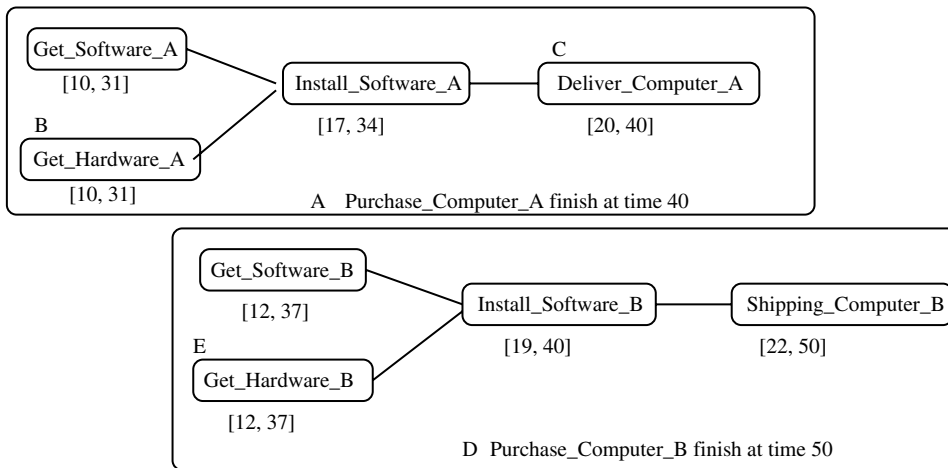 Get_Software_A
[10, 31]
B
Get_Hardware_A
[10, 31]
Install_Software_A
[17, 34]
C
Deliver_Computer_A
[20, 40]
A Purchase_Computer_A finish at time 40
Get_Software_B
[12, 37]
E
Get_Hardware_B
[12, 37]
Install_Software_B
[19, 40]
Shipping_Computer_B
[22, 50]
D Purchase_Computer_B finish at time 50